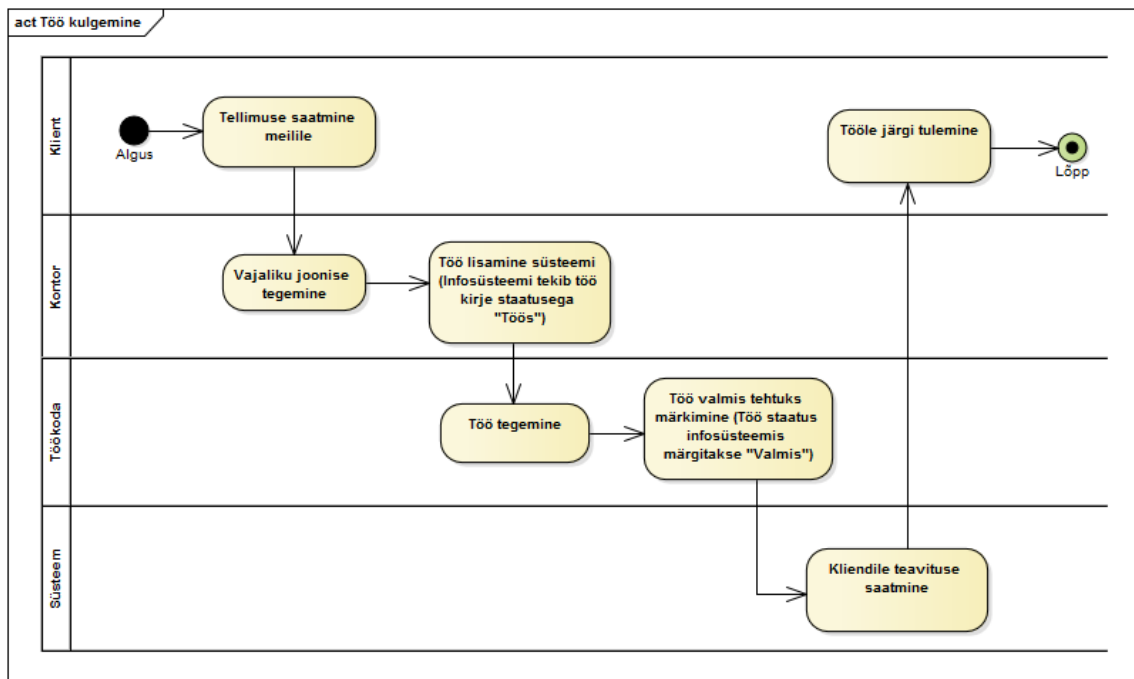 act Töö kulgemine
Klient
Algus
Tellimuse saatmine
meilile
Tööle järgi tulemine
Lõpp
Kontor
Vajaliku joonise
tegemine
Töö lisamine süsteemi
(Infosüsteemi tekib töö
kirje staatusega
"Töös")
Töökoda
Töö tegemine
Töö valmis tehtuks
märkimine (Töö staatus
infosüsteemis
märgitakse "Valmis")
Süsteem
Kliendile teavituse
saatmine